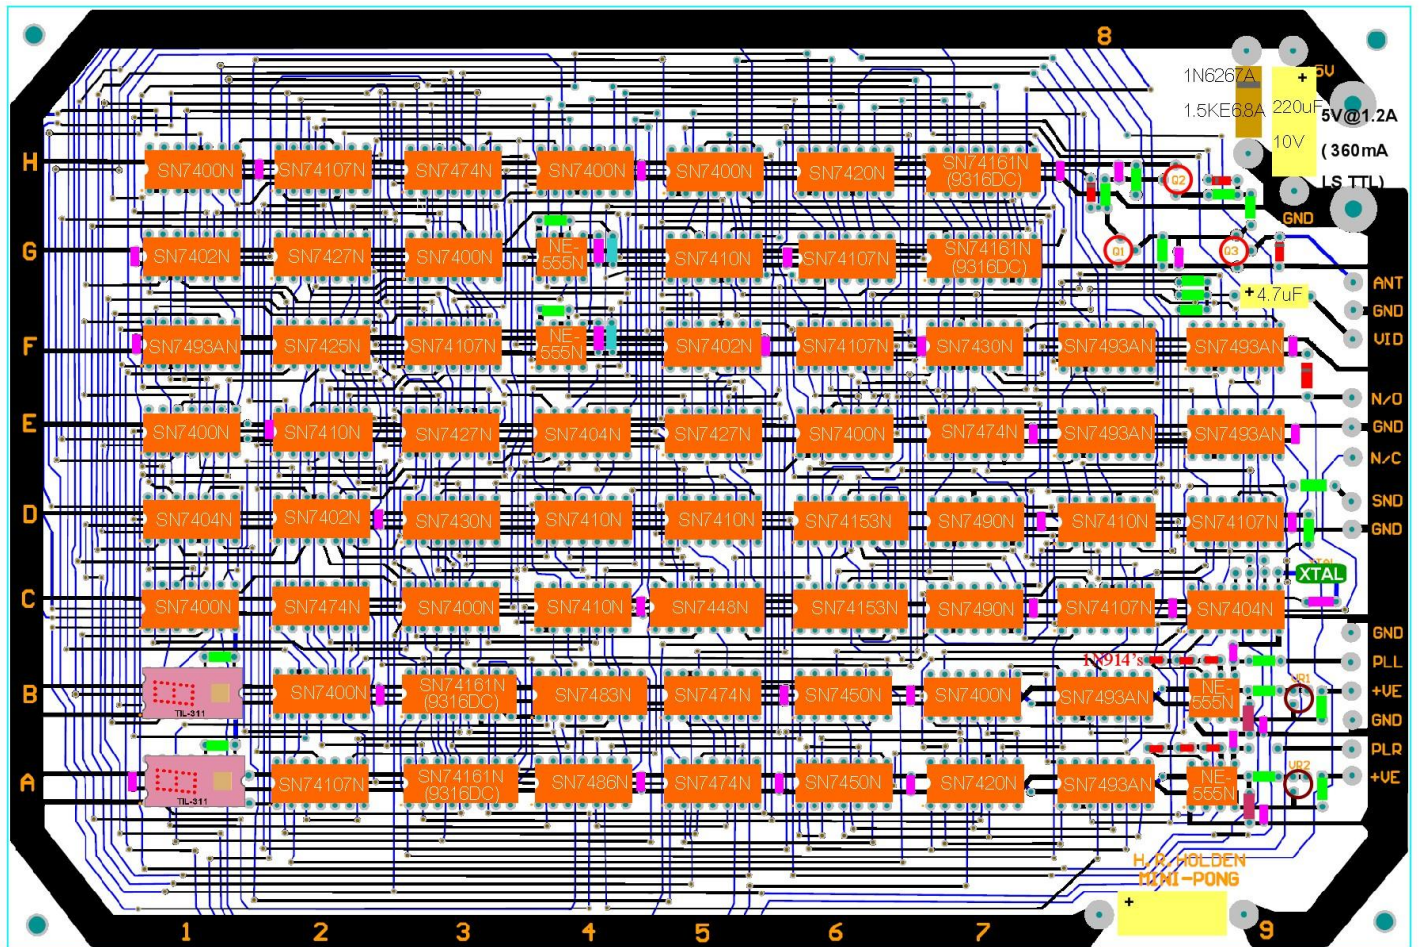 8
1N6267A
1.5KE6.8A
+
220uF
10V
5V
5V@1.2A
( 360mA
LS TTL)
GND
H
SN7400N
SN74107N
SN7474N
SN7400N
SN7400N
SN7420N
SN74161N
(9316DC)
Q2
G
SN7402N
SN7427N
SN7400N
NE-
555N
SN7410N
SN74107N
SN74161N
(9316DC)
Q1
Q3
ANT
+ 4.7uF
GND
VID
F
SN7493AN
SN7425N
SN74107N
NE-
555N
SN7402N
SN74107N
SN7430N
SN7493AN
SN7493AN
N/O
E
SN7400N
SN7410N
SN7427N
SN7404N
SN7427N
SN7400N
SN7474N
SN7493AN
SN7493AN
GND
N/C
SND
D
SN7404N
SN7402N
SN7430N
SN7410N
SN7410N
SN74153N
SN7490N
SN7410N
SN74107N
GND
XTAL
C
SN7400N
SN7474N
SN7400N
SN7410N
SN7448N
SN74153N
SN7490N
SN74107N
SN7404N
GND
1N914's
PLL
B
TIL-311
SN7400N
SN74161N
(9316DC)
SN7483N
SN7474N
SN7450N
SN7400N
SN7493AN
NE-
555N
VR1
+VE
GND
PLR
A
TIL-311
SN74107N
SN74161N
(9316DC)
SN7486N
SN7474N
SN7450N
SN7420N
SN7493AN
NE-
555N
VR2
+VE
H.R.HOLDEN
MINI-PONG
+
1
2
3
4
5
6
7
9